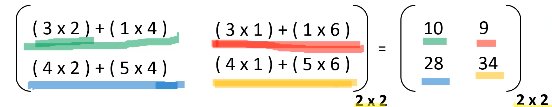 ( 3 x 2 ) + ( 1 x 4 ) ( 3 x 1 ) + ( 1 x 6 ) = 10 9
( 4 x 2 ) + ( 5 x 4 ) ( 4 x 1 ) + ( 5 x 6 ) 28 34
2 x 2 2 x 2